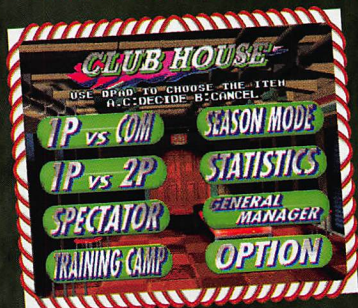 CLUB HOUSE
USE DPAD TO CHOOSE THE ITEM
A.C:DECIDE B:CANCEL
1P VS COM
SEASON MODE
1P VS 2P
STATISTICS
SPECTATOR
GENERAL
MANAGER
TRAINING CAMP
OPTION